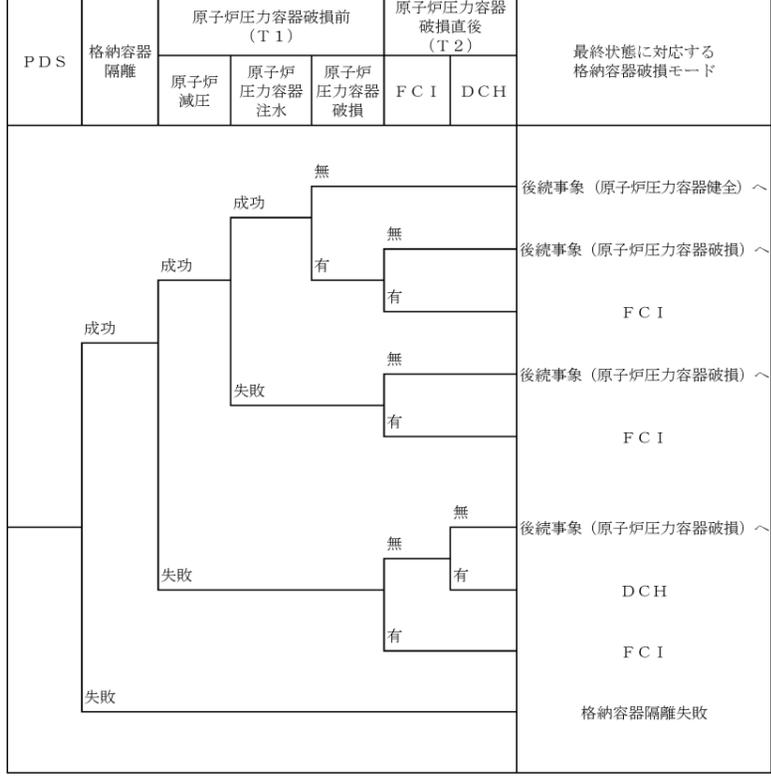 PDS
格納容器
隔離
原子炉圧力容器破損前
（T1）
原子炉
減圧
原子炉
圧力容器
注水
原子炉
圧力容器
破損
原子炉圧力容器
破損直後
（T2）
FCI
DCH
最終状態に対応する
格納容器破損モード
無
後続事象（原子炉圧力容器健全）へ
成功
無
後続事象（原子炉圧力容器破損）へ
成功
有
有
FCI
成功
無
後続事象（原子炉圧力容器破損）へ
失敗
有
FCI
無
後続事象（原子炉圧力容器破損）へ
無
失敗
有
DCH
有
FCI
失敗
格納容器隔離失敗